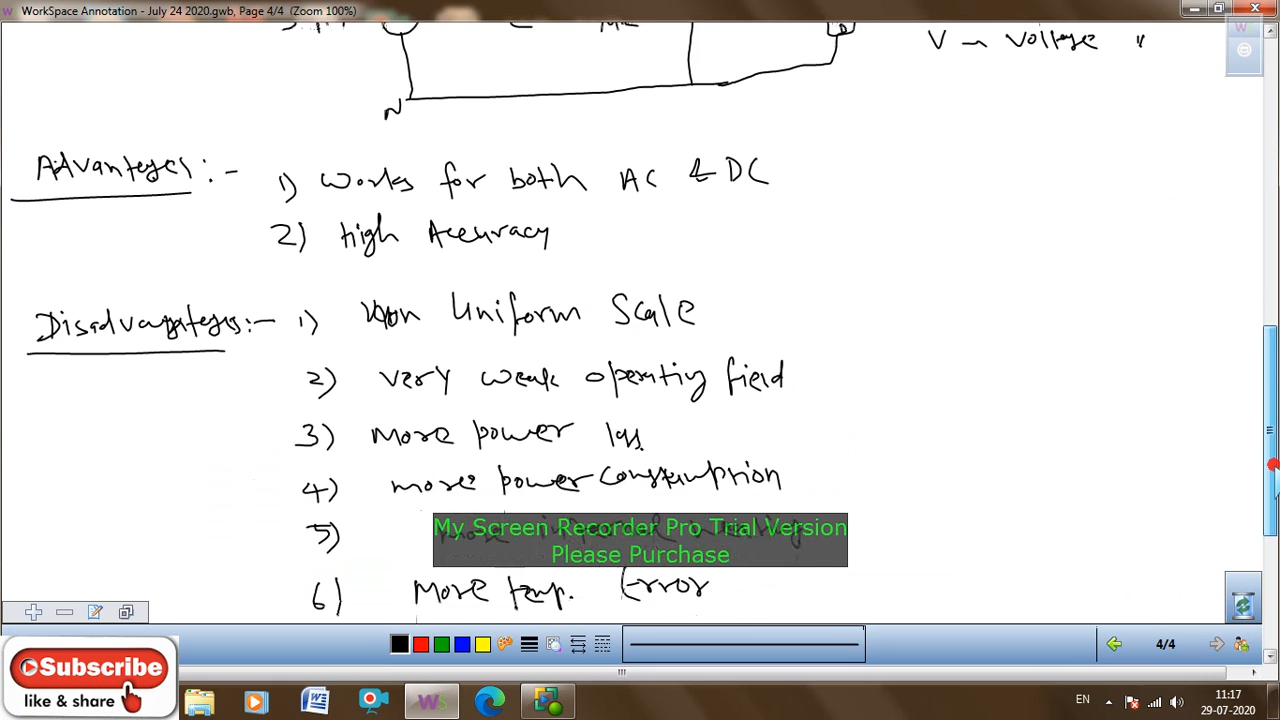 WorkSpace Annotation - July 24 2020.gwb, Page 4/4 (Zoom 100%)
N
V ~ Voltage "
Advantages :- 1) Works for both AC & DC
2) High Accuracy
Disadvantages :- 1) Non Uniform Scale
2) very weak operating field
3) More power loss
4) more power consumption
5) internal
My Screen Recorder Pro Trial Version
Please Purchase
6) More temp. Error
4/4
Subscribe
like & share
EN
11:17
29-07-2020